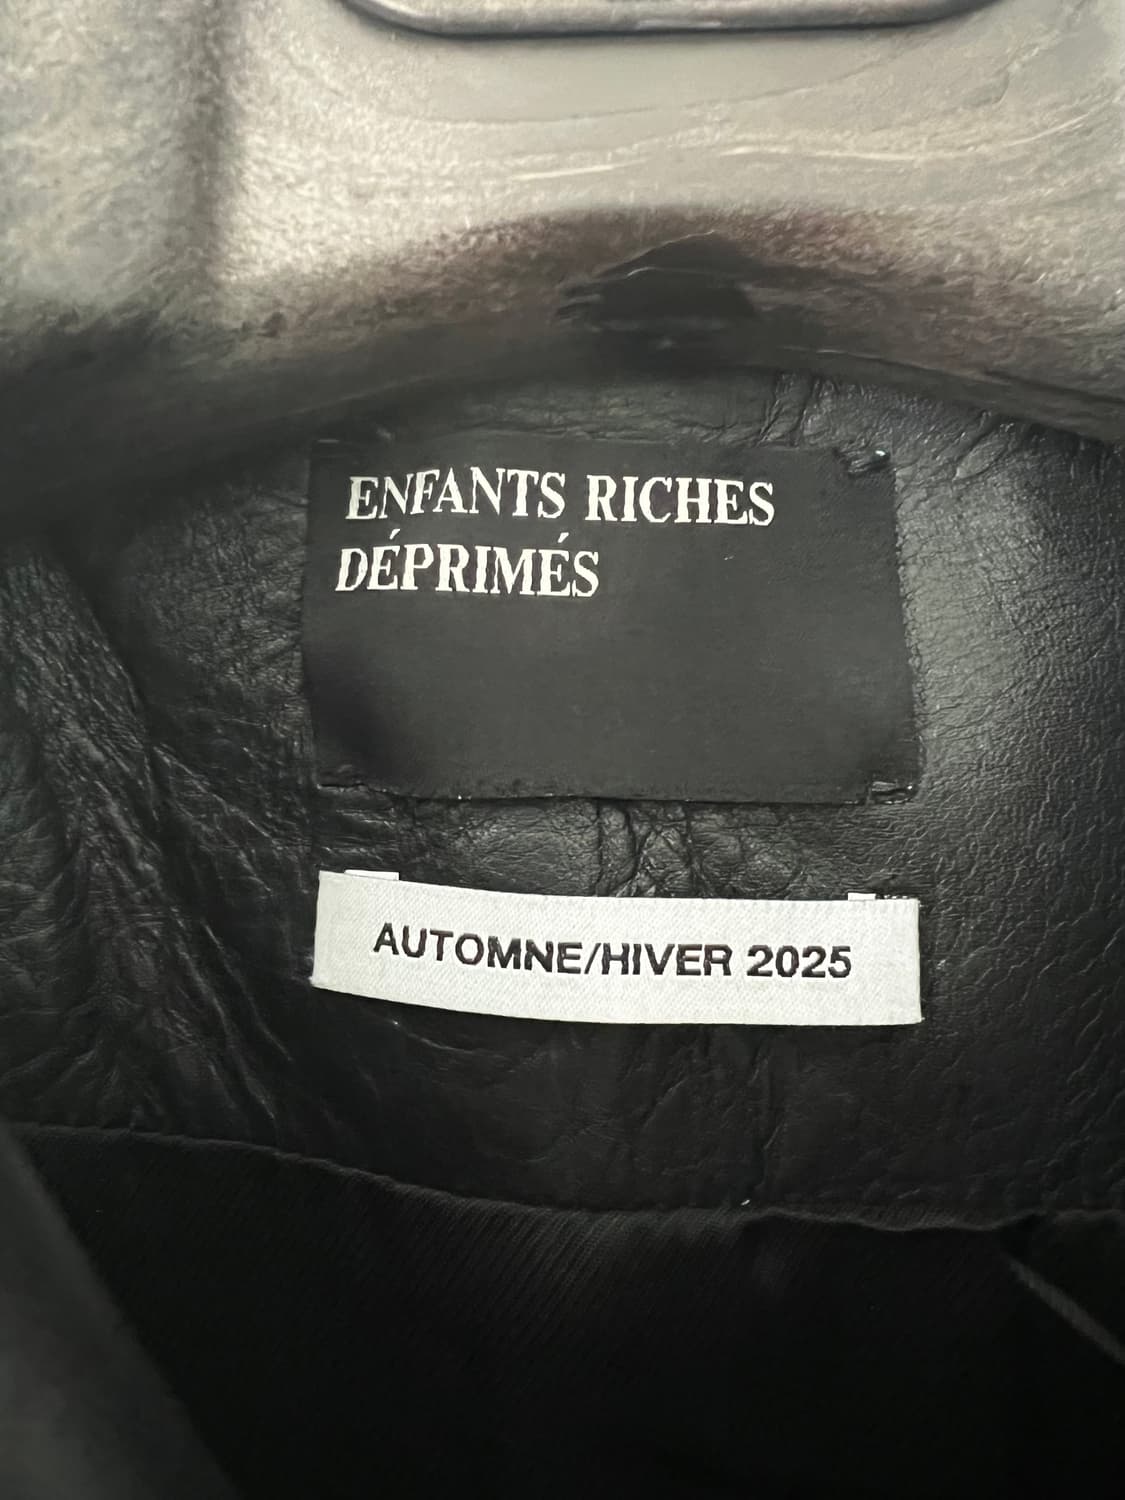 ENFANTS RICHES
DÉPRIMÉS
AUTOMNE/HIVER 2025